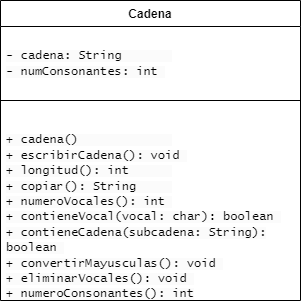 Cadena
- cadena: String
- numConsonantes: int
+ cadena()
+ escribirCadena(): void
+ longitud(): int
+ copiar(): String
+ numeroVocales(): int
+ contieneVocal(vocal: char): boolean
+ contieneCadena(subcadena: String):
boolean
+ convertirMayusculas(): void
+ eliminarVocales(): void
+ numeroConsonantes(): int